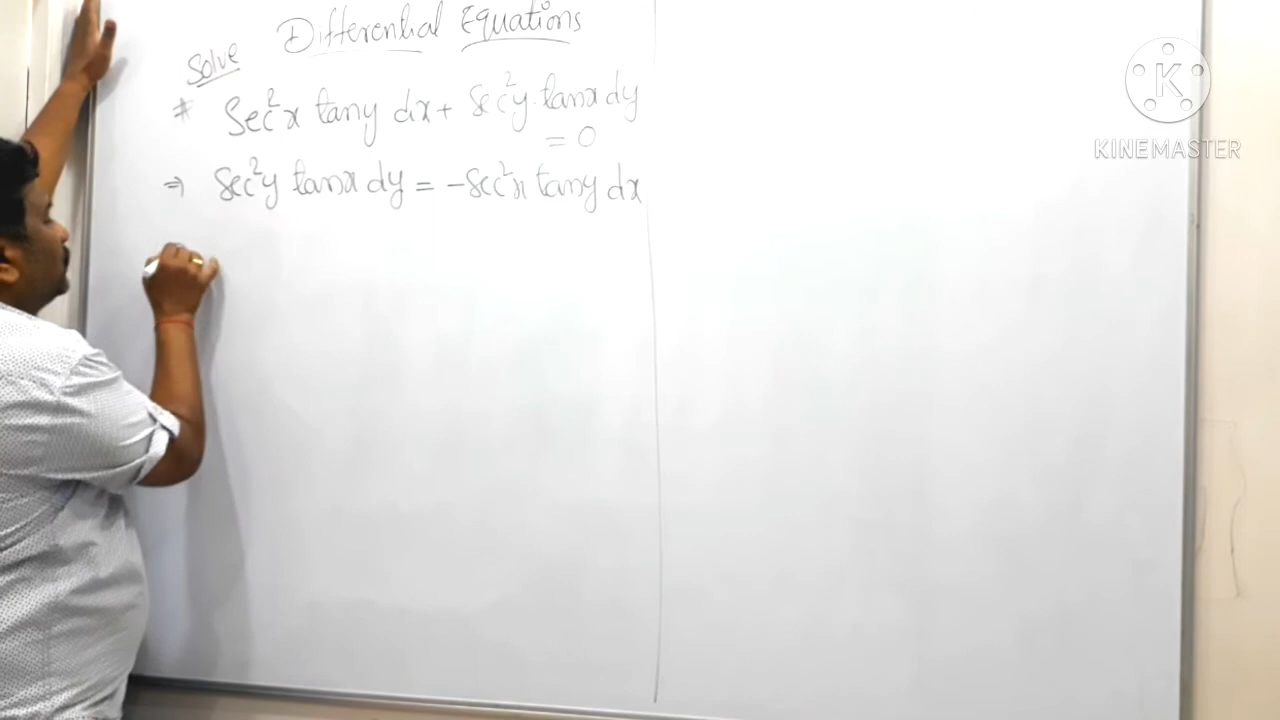 Differential Equations
Solve
* Sec²x tany dx + Sec²y. tanx dy
= 0
⇒ Sec²y tanx dy = -Sec²x tany dx
K
KINEMASTER